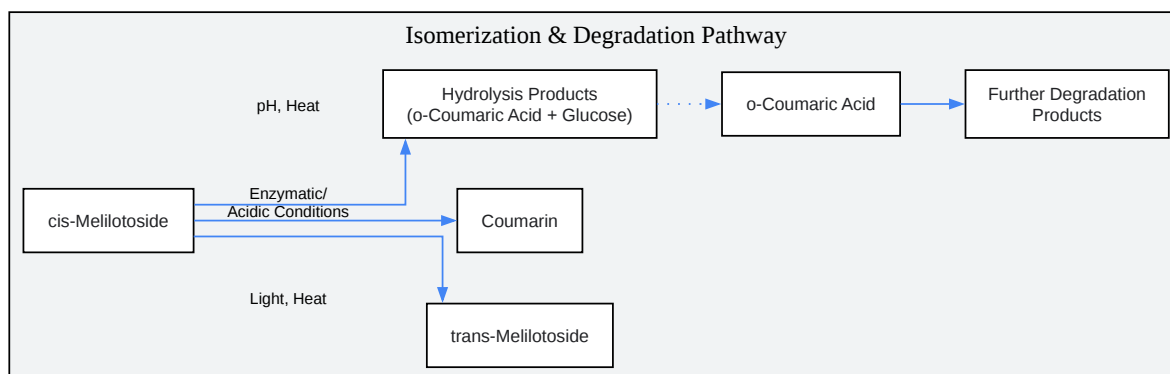 Isomerization & Degradation Pathway
pH, Heat
Hydrolysis Products
(o-Coumaric Acid + Glucose)
o-Coumaric Acid
Further Degradation
Products
cis-Melilotoside
Enzymatic/
Acidic Conditions
Coumarin
Light, Heat
trans-Melilotoside